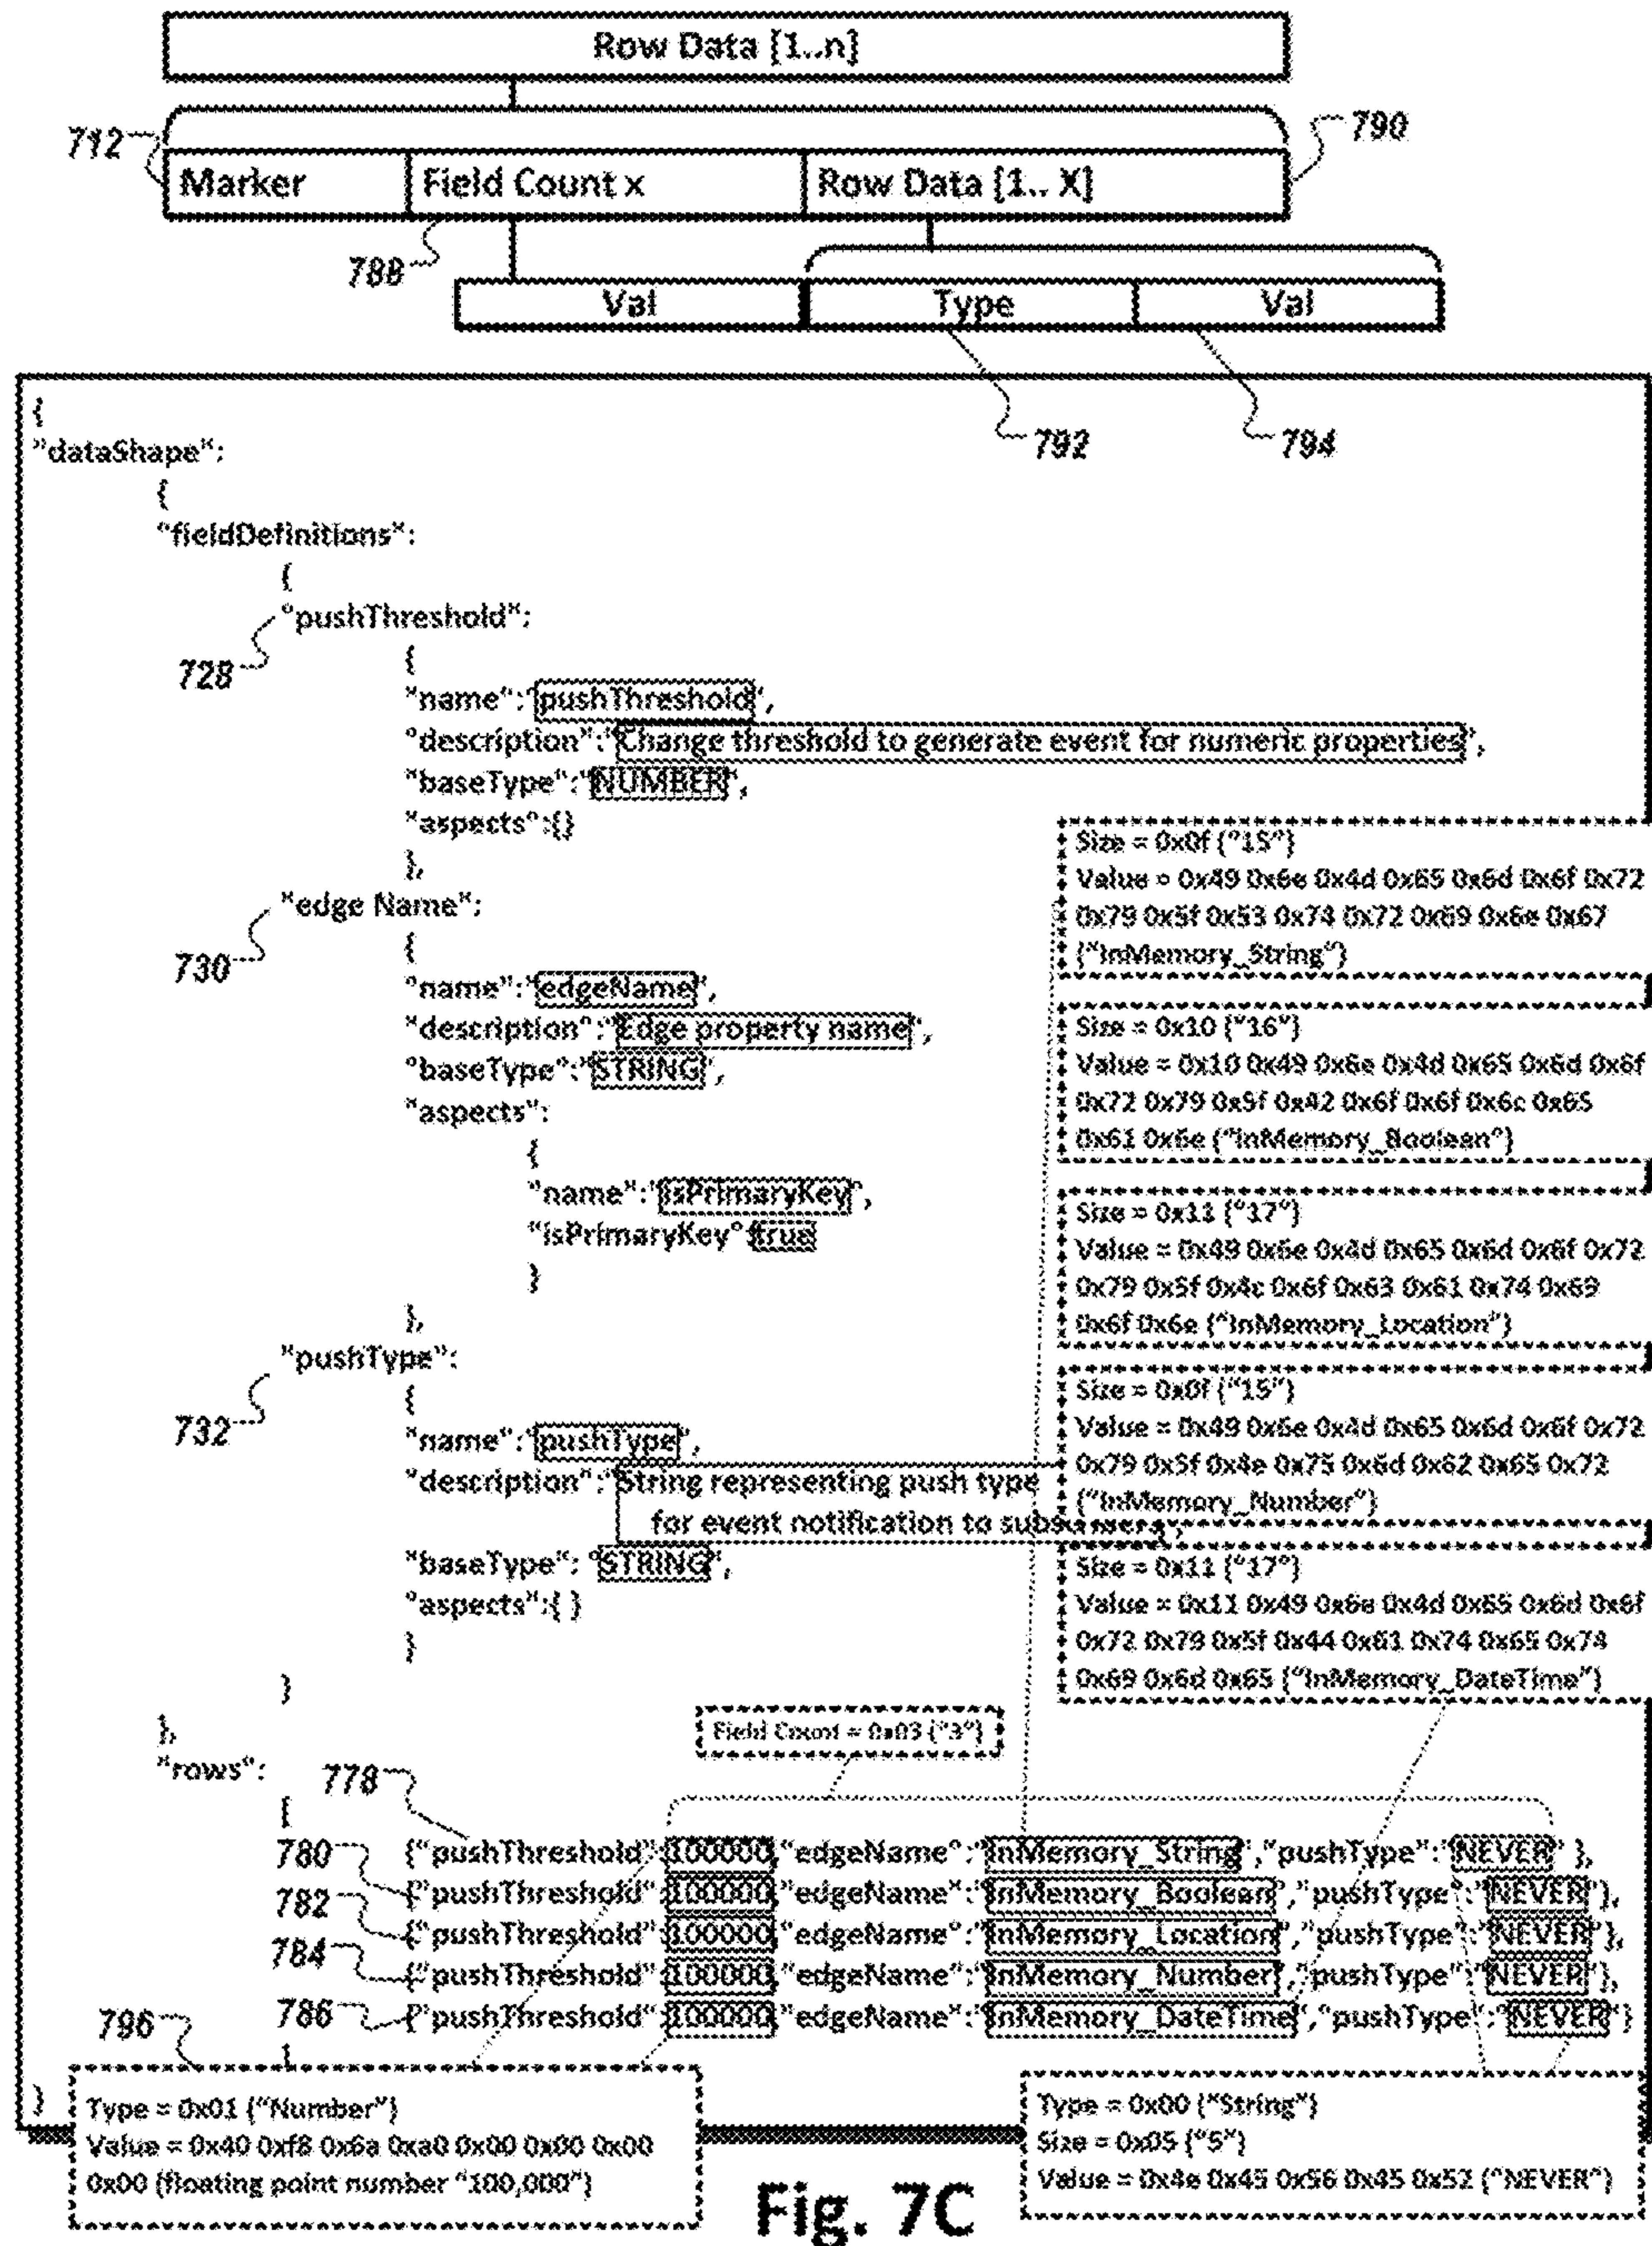 Row Data [1..n]
712
790
Marker
Field Count x
Row Data [1.. X]
788
Val
Type
Val
792
794
{
"dataShape":
{
"fieldDefinitions":
{
"pushThreshold":
728
{
"name":"pushThreshold",
"description":"Change threshold to generate event for numeric properties",
"baseType":"NUMBER",
"aspects":{}
},
"edge Name":
730
{
"name":"edgeName",
"description":"Edge property name",
"baseType":"STRING",
"aspects":
{
"name":"isPrimaryKey",
"isPrimaryKey":true
}
},
"pushType":
732
{
"name":"pushType",
"description":"String representing push type
for event notification to subscribers",
"baseType": "STRING",
"aspects":{ }
}
}
},
Size = 0x0f ("15")
Value = 0x49 0x6e 0x4d 0x65 0x6d 0x6f 0x72
0x79 0x5f 0x53 0x74 0x72 0x69 0x6e 0x67
("InMemory_String")
Size = 0x10 ("16")
Value = 0x10 0x49 0x6e 0x4d 0x65 0x6d 0x6f
0x72 0x79 0x5f 0x42 0x6f 0x6f 0x6c 0x65
0x61 0x6e ("InMemory_Boolean")
Size = 0x11 ("17")
Value = 0x49 0x6e 0x4d 0x65 0x6d 0x6f 0x72
0x79 0x5f 0x4c 0x6f 0x63 0x61 0x74 0x69
0x6f 0x6e ("InMemory_Location")
Size = 0x0f ("15")
Value = 0x49 0x6e 0x4d 0x65 0x6d 0x6f 0x72
0x79 0x5f 0x4e 0x75 0x6d 0x62 0x65 0x72
("InMemory_Number")
Size = 0x11 ("17")
Value = 0x11 0x49 0x6e 0x4d 0x65 0x6d 0x6f
0x72 0x79 0x5f 0x44 0x61 0x74 0x65 0x74
0x69 0x6d 0x65 ("InMemory_DateTime")
Field Count = 0x03 ("3")
"rows":
778
[
780
{"pushThreshold":100000,"edgeName":"InMemory_String","pushType":"NEVER" },
782
{"pushThreshold":100000,"edgeName":"InMemory_Boolean","pushType":"NEVER"},
784
{"pushThreshold":100000,"edgeName":"InMemory_Location","pushType":"NEVER"},
{"pushThreshold":100000,"edgeName":"InMemory_Number","pushType":"NEVER"},
786
{"pushThreshold":100000,"edgeName":"InMemory_DateTime","pushType":"NEVER"}
796
]
}
Type = 0x01 ("Number")
Value = 0x40 0xf8 0x6a 0xa0 0x00 0x00 0x00
0x00 (floating point number "100,000")
Type = 0x00 ("String")
Size = 0x05 ("5")
Value = 0x4e 0x45 0x56 0x45 0x52 ("NEVER")
Fig. 7C